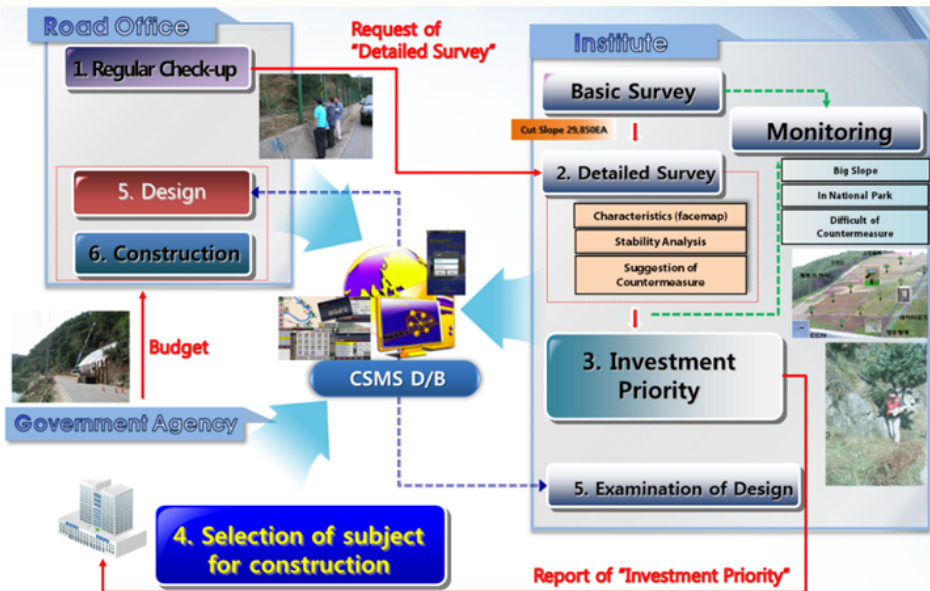 Road Office
1. Regular Check-up
5. Design
6. Construction
Request of
"Detailed Survey"
Institute
Basic Survey
Cut Slope 29,850EA
Monitoring
2. Detailed Survey
Characteristics (facemap)
Stability Analysis
Suggestion of
Countermeasure
Big Slope
In National Park
Difficult of
Countermeasure
CCTV
3. Investment
Priority
5. Examination of Design
CSMS D/B
Budget
Government Agency
4. Selection of subject
for construction
Report of "Investment Priority"